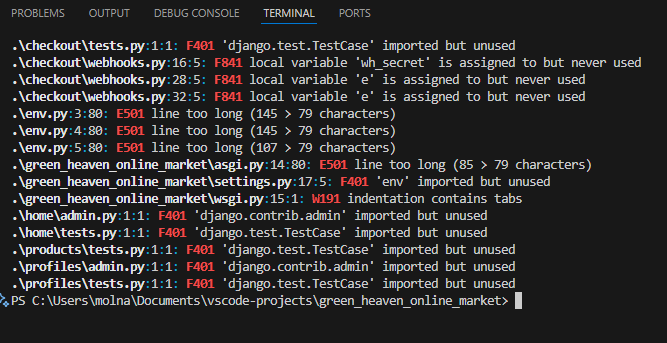 PROBLEMS OUTPUT DEBUG CONSOLE TERMINAL PORTS
.\checkout\tests.py:1:1: F401 'django.test.TestCase' imported but unused
.\checkout\webhooks.py:16:5: F841 local variable 'wh_secret' is assigned to but never used
.\checkout\webhooks.py:28:5: F841 local variable 'e' is assigned to but never used
.\checkout\webhooks.py:32:5: F841 local variable 'e' is assigned to but never used
.\env.py:3:80: E501 line too long (145 > 79 characters)
.\env.py:4:80: E501 line too long (145 > 79 characters)
.\env.py:5:80: E501 line too long (107 > 79 characters)
.\green_heaven_online_market\asgi.py:14:80: E501 line too long (85 > 79 characters)
.\green_heaven_online_market\settings.py:17:5: F401 'env' imported but unused
.\green_heaven_online_market\wsgi.py:15:1: W191 indentation contains tabs
.\home\admin.py:1:1: F401 'django.contrib.admin' imported but unused
.\home\tests.py:1:1: F401 'django.test.TestCase' imported but unused
.\products\tests.py:1:1: F401 'django.test.TestCase' imported but unused
.\profiles\admin.py:1:1: F401 'django.contrib.admin' imported but unused
.\profiles\tests.py:1:1: F401 'django.test.TestCase' imported but unused
PS C:\Users\molna\Documents\vscode-projects\green_heaven_online_market>